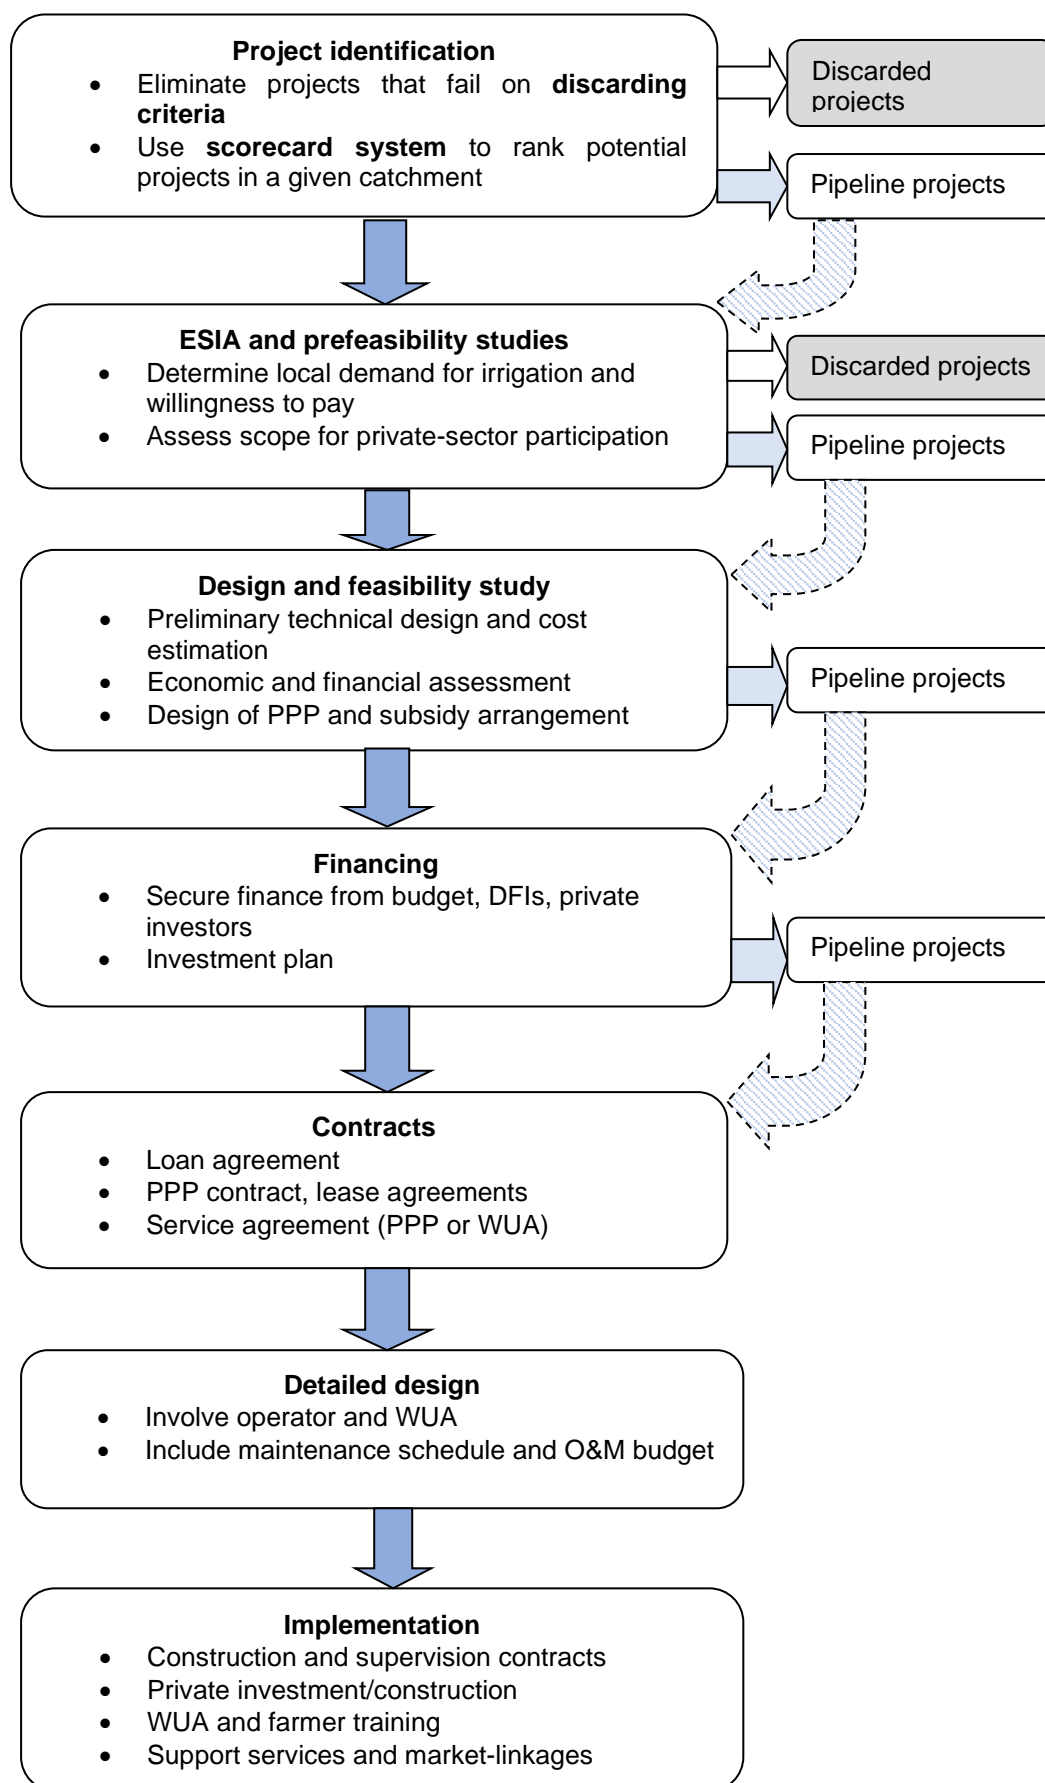 Project identification
• Eliminate projects that fail on discarding
criteria
• Use scorecard system to rank potential
projects in a given catchment
Discarded
projects
Pipeline projects
ESIA and prefeasibility studies
• Determine local demand for irrigation and
willingness to pay
• Assess scope for private-sector participation
Discarded projects
Pipeline projects
Design and feasibility study
• Preliminary technical design and cost
estimation
• Economic and financial assessment
• Design of PPP and subsidy arrangement
Pipeline projects
Financing
• Secure finance from budget, DFIs, private
investors
• Investment plan
Pipeline projects
Contracts
• Loan agreement
• PPP contract, lease agreements
• Service agreement (PPP or WUA)
Detailed design
• Involve operator and WUA
• Include maintenance schedule and O&M budget
Implementation
• Construction and supervision contracts
• Private investment/construction
• WUA and farmer training
• Support services and market-linkages